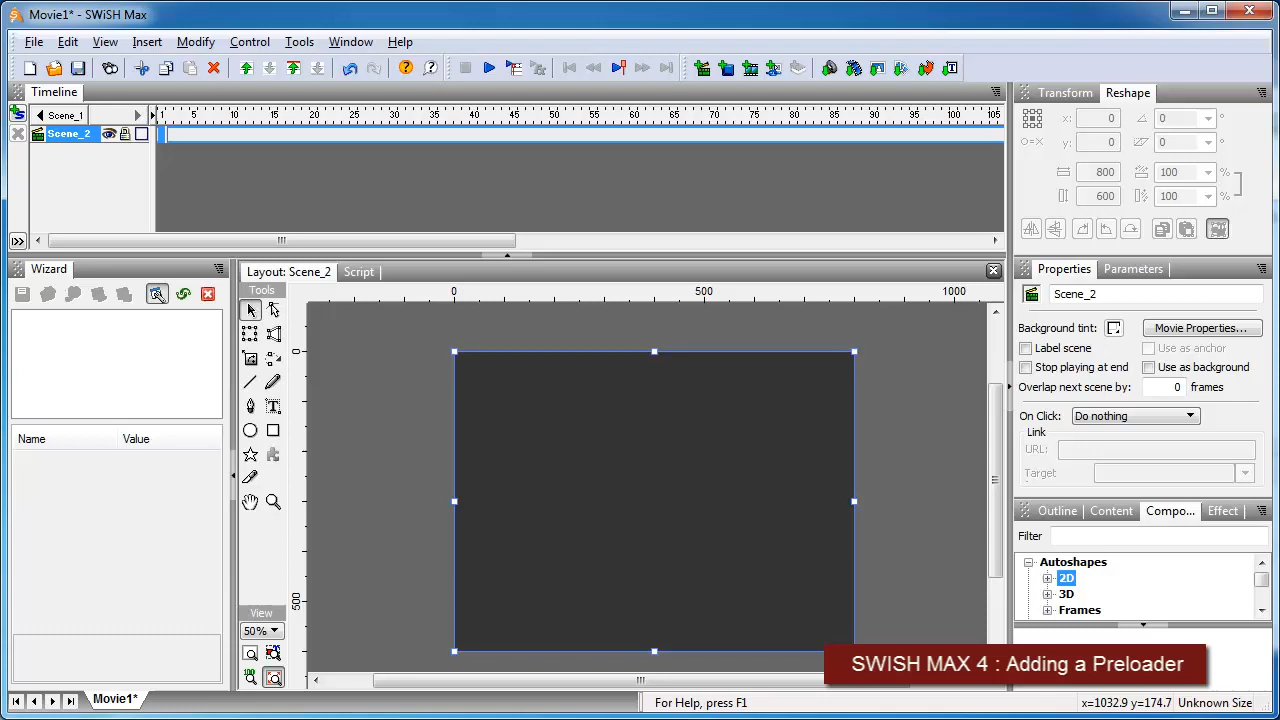 Movie1* - SWiSH Max
File Edit View Insert Modify Control Tools Window Help
Timeline
Scene_1
1 5 10 15 20 25 30 35 40 45 50 55 60 65 70 75 80 85 90 95 100 105
Scene_2
Transform Reshape
x: 0 0 °
y: 0 0 °
800 100 %
600 100 %
Wizard
Name Value
Layout: Scene_2 Script
Tools
0 500 1000
0
500
View
50%
100
Properties Parameters
Scene_2
Background tint: Movie Properties...
Label scene Use as anchor
Stop playing at end Use as background
Overlap next scene by: 0 frames
On Click: Do nothing
Link
URL:
Target
Outline Content Compo... Effect
Filter
Autoshapes
2D
3D
Frames
SWISH MAX 4 : Adding a Preloader
Movie1*
For Help, press F1
x=1032.9 y=174.7 Unknown Size